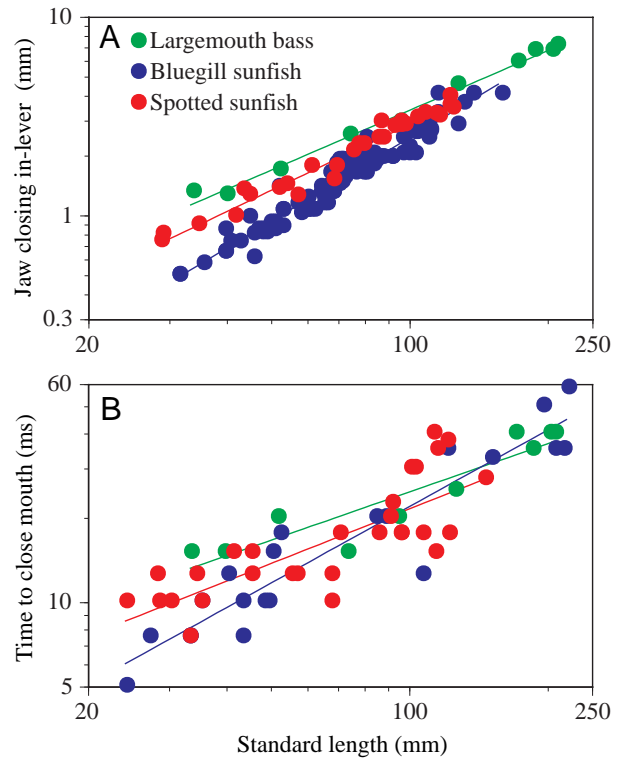 A
Largemouth bass
Bluegill sunfish
Spotted sunfish
Jaw closing in-lever (mm)
10
1
0.3
20
100
250
B
Time to close mouth (ms)
60
10
5
20
100
250
Standard length (mm)